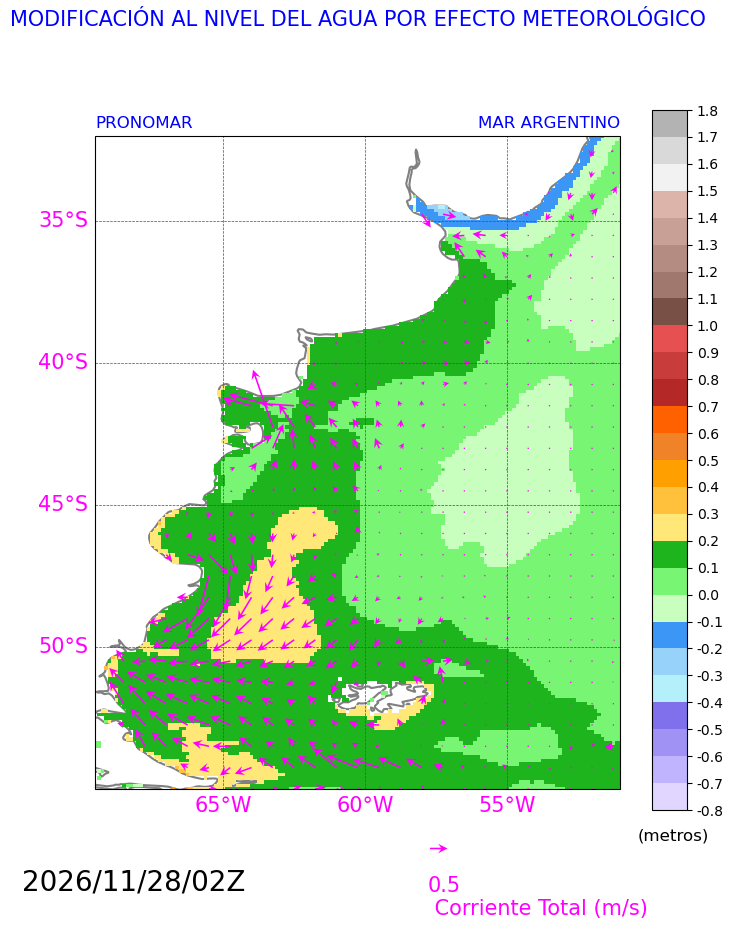 MODIFICACIÓN AL NIVEL DEL AGUA POR EFECTO METEOROLÓGICO
PRONOMAR MAR ARGENTINO
35°S
40°S
45°S
50°S
65°W 60°W 55°W
1.8
1.7
1.6
1.5
1.4
1.3
1.2
1.1
1.0
0.9
0.8
0.7
0.6
0.5
0.4
0.3
0.2
0.1
0.0
-0.1
-0.2
-0.3
-0.4
-0.5
-0.6
-0.7
-0.8
(metros)
2026/11/28/02Z
0.5
Corriente Total (m/s)